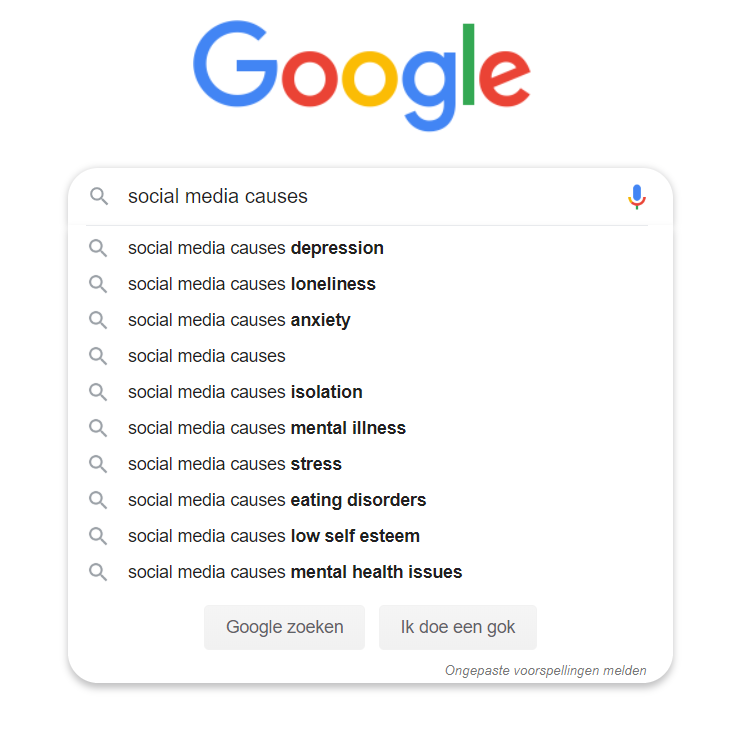 Google
social media causes
social media causes depression
social media causes loneliness
social media causes anxiety
social media causes
social media causes isolation
social media causes mental illness
social media causes stress
social media causes eating disorders
social media causes low self esteem
social media causes mental health issues
Google zoeken Ik doe een gok
Ongepaste voorspellingen melden